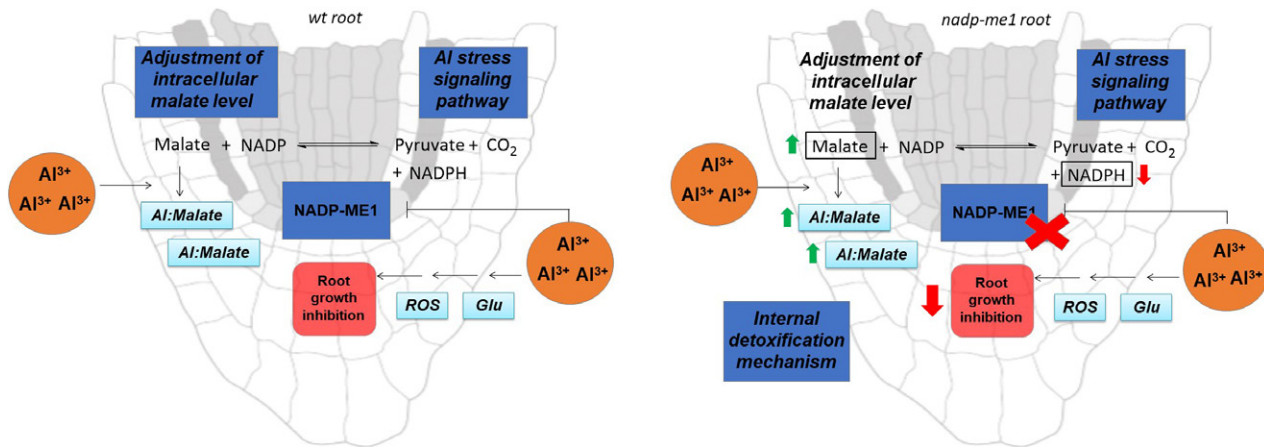 wt root
Adjustment of
intracellular
malate level
Al stress
signaling
pathway
Malate + NADP
Pyruvate + CO₂
+ NADPH
Al³⁺
Al³⁺ Al³⁺
Al:Malate
Al:Malate
NADP-ME1
Al³⁺
Al³⁺ Al³⁺
Root
growth
inhibition
ROS
Glu
nadp-me1 root
Adjustment of
intracellular
malate level
Al stress
signaling
pathway
Malate + NADP
Pyruvate + CO₂
+ NADPH
Al³⁺
Al³⁺ Al³⁺
Al:Malate
Al:Malate
NADP-ME1
Al³⁺
Al³⁺ Al³⁺
Root
growth
inhibition
ROS
Glu
Internal
detoxification
mechanism